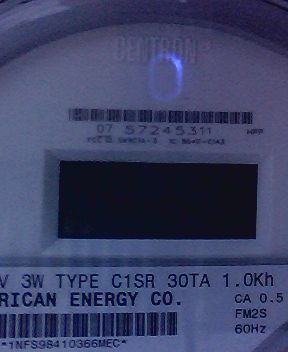 CENTRON
07 57245311
V 3W TYPE C1SR 30TA 1.0Kh
RICAN ENERGY CO.
CA 0.5
FM2S
60Hz
*1NFS98410366MEC*